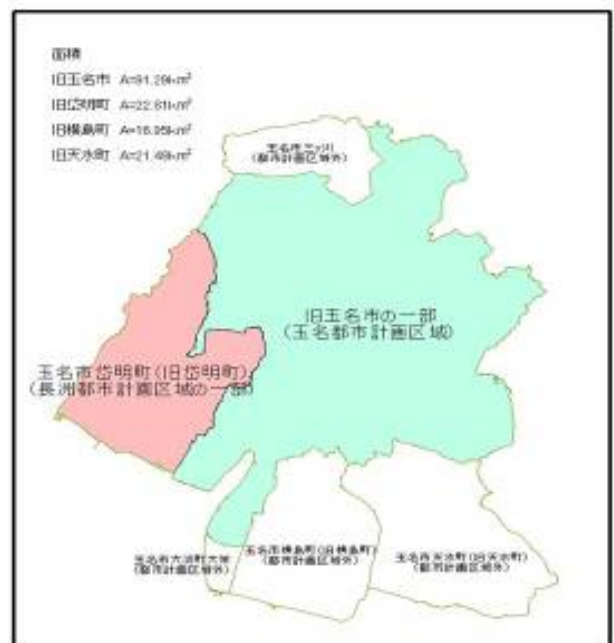 面積
旧玉名市 A=91.29km²
旧岱明町 A=22.81km²
旧横島町 A=16.95km²
旧天水町 A=21.49km²
玉名市三ッ川
(都市計画区域外)
旧玉名市の一部
(玉名都市計画区域)
玉名市岱明町(旧岱明町)
(長洲都市計画区域の一部)
玉名市横島町(旧横島町)
(都市計画区域外)
玉名市天水町(旧天水町)
(都市計画区域外)
玉名市大浜町
(都市計画区域外)